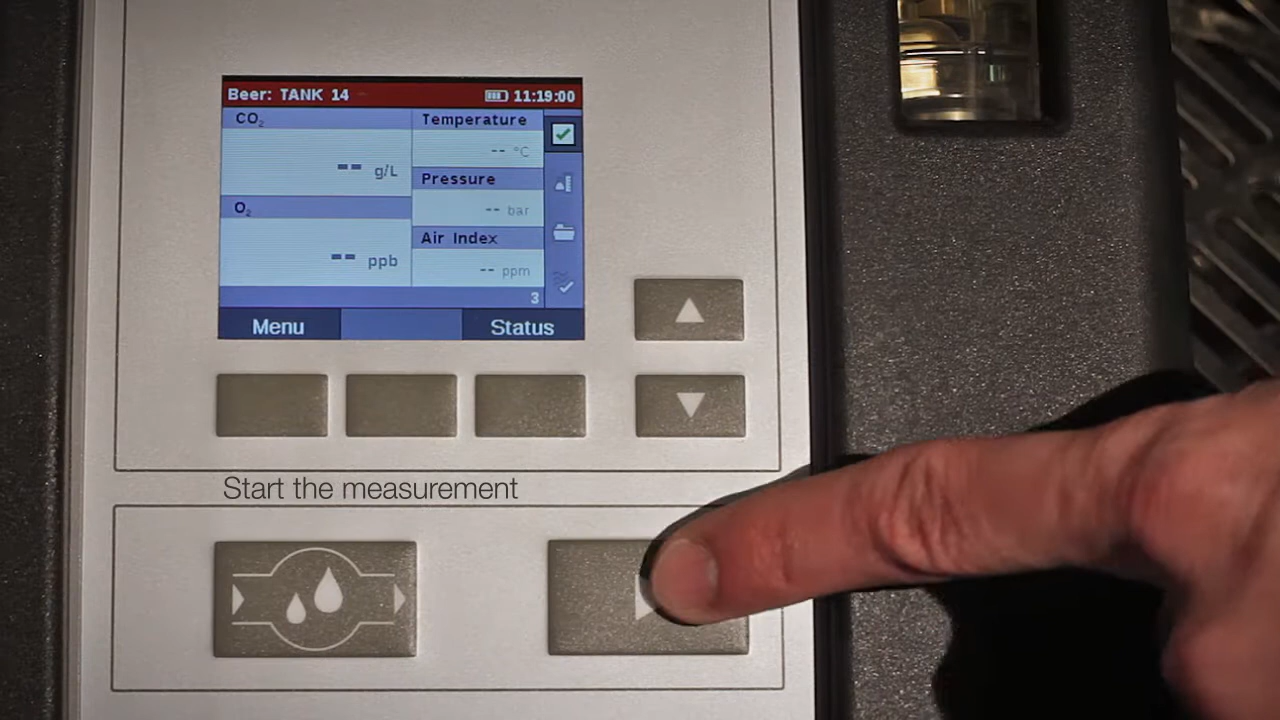 Beer: TANK 14 11:19:00
CO₂
-- g/L
O₂
-- ppb
Temperature
-- °C
Pressure
-- bar
Air Index
-- ppm
3
Menu Status
Start the measurement